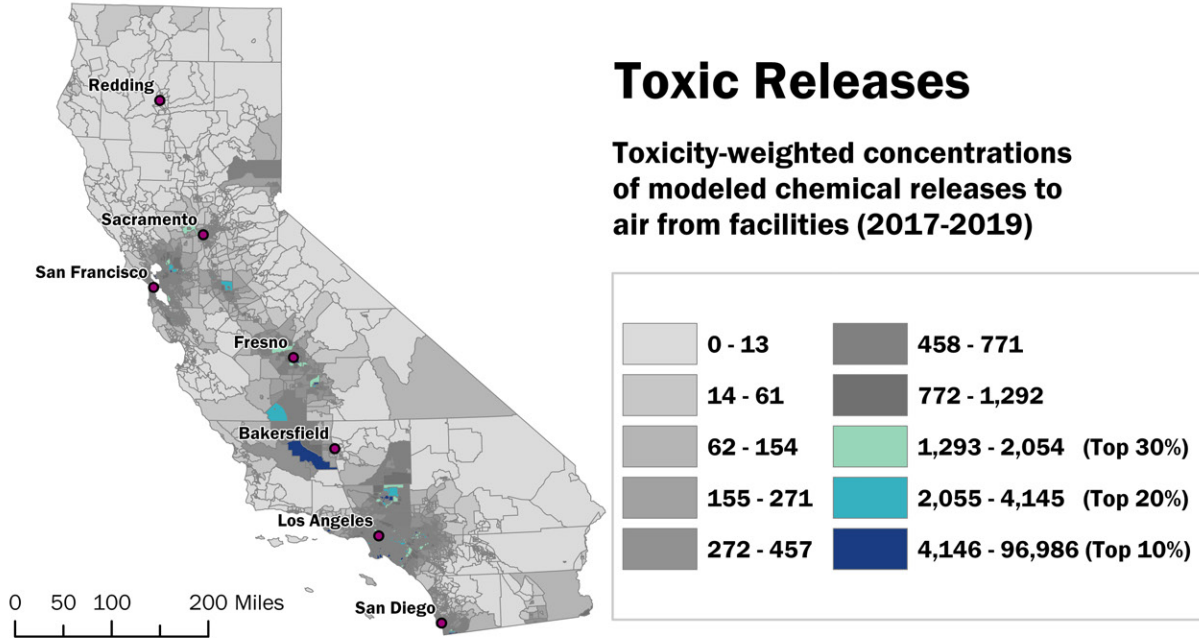 Toxic Releases
Toxicity-weighted concentrations
of modeled chemical releases to
air from facilities (2017-2019)
Redding
Sacramento
San Francisco
Fresno
Bakersfield
Los Angeles
San Diego
0 50 100 200 Miles
0 - 13
14 - 61
62 - 154
155 - 271
272 - 457
458 - 771
772 - 1,292
1,293 - 2,054 (Top 30%)
2,055 - 4,145 (Top 20%)
4,146 - 96,986 (Top 10%)